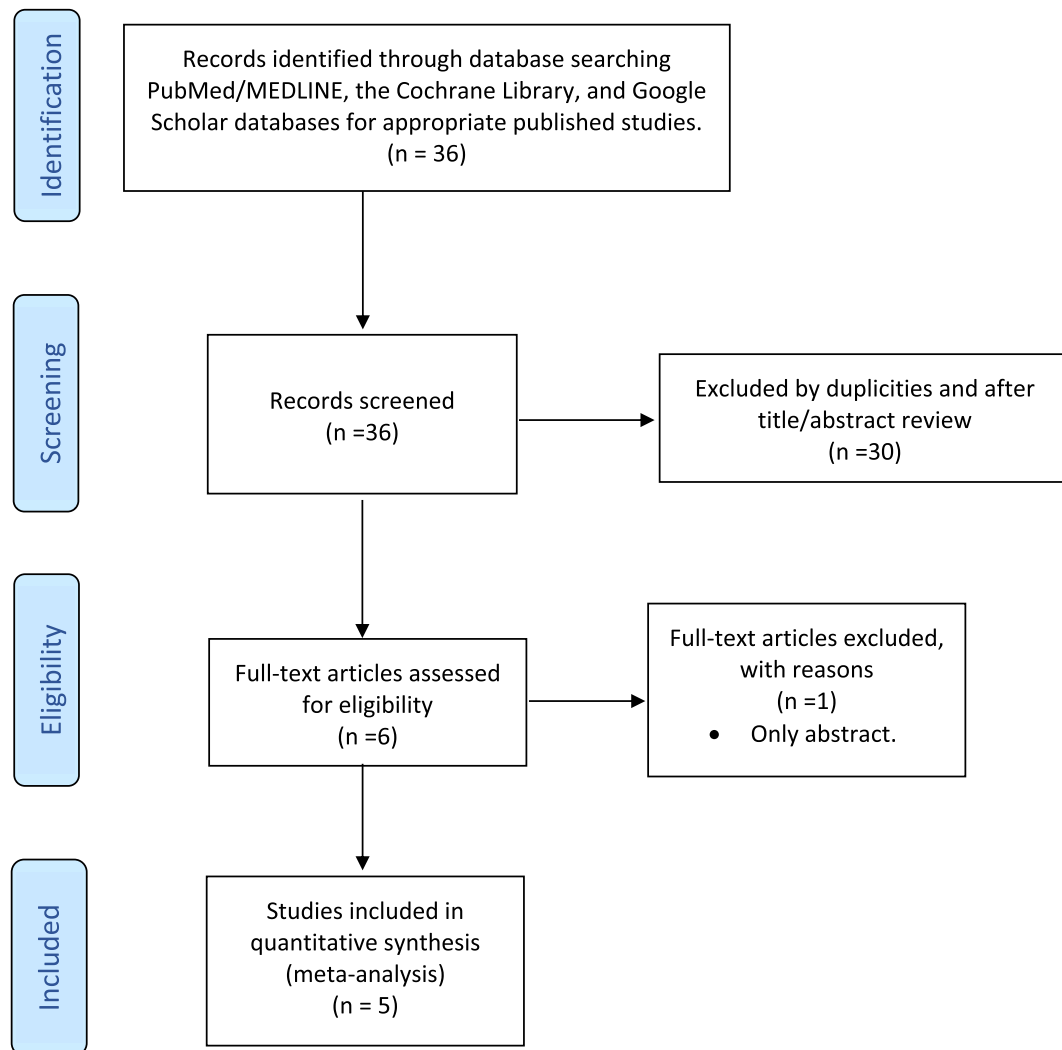 Identification
Records identified through database searching
PubMed/MEDLINE, the Cochrane Library, and Google
Scholar databases for appropriate published studies.
(n = 36)
Screening
Records screened
(n =36)
Excluded by duplicities and after
title/abstract review
(n =30)
Eligibility
Full-text articles assessed
for eligibility
(n =6)
Full-text articles excluded,
with reasons
(n =1)
• Only abstract.
Included
Studies included in
quantitative synthesis
(meta-analysis)
(n = 5)